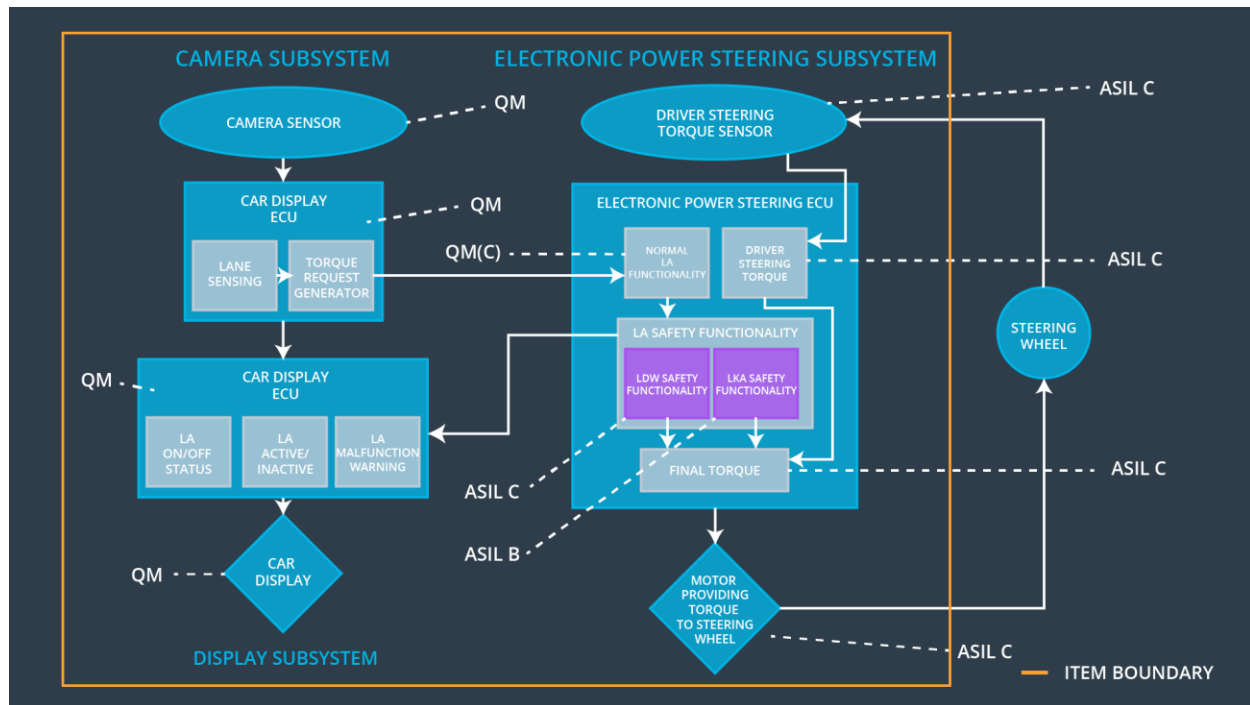 CAMERA SUBSYSTEM
ELECTRONIC POWER STEERING SUBSYSTEM
CAMERA SENSOR
QM
DRIVER STEERING
TORQUE SENSOR
ASIL C
CAR DISPLAY
ECU
QM
LANE
SENSING
TORQUE
REQUEST
GENERATOR
QM(C)
ELECTRONIC POWER STEERING ECU
NORMAL
LA
FUNCTIONALITY
DRIVER
STEERING
TORQUE
ASIL C
LA SAFETY FUNCTIONALITY
LDW SAFETY
FUNCTIONALITY
LKA SAFETY
FUNCTIONALITY
STEERING
WHEEL
QM
CAR DISPLAY
ECU
LA
ON/OFF
STATUS
LA
ACTIVE/
INACTIVE
LA
MALFUNCTION
WARNING
FINAL TORQUE
ASIL C
ASIL C
ASIL B
QM
CAR
DISPLAY
MOTOR
PROVIDING
TORQUE
TO STEERING
WHEEL
ASIL C
DISPLAY SUBSYSTEM
ITEM BOUNDARY